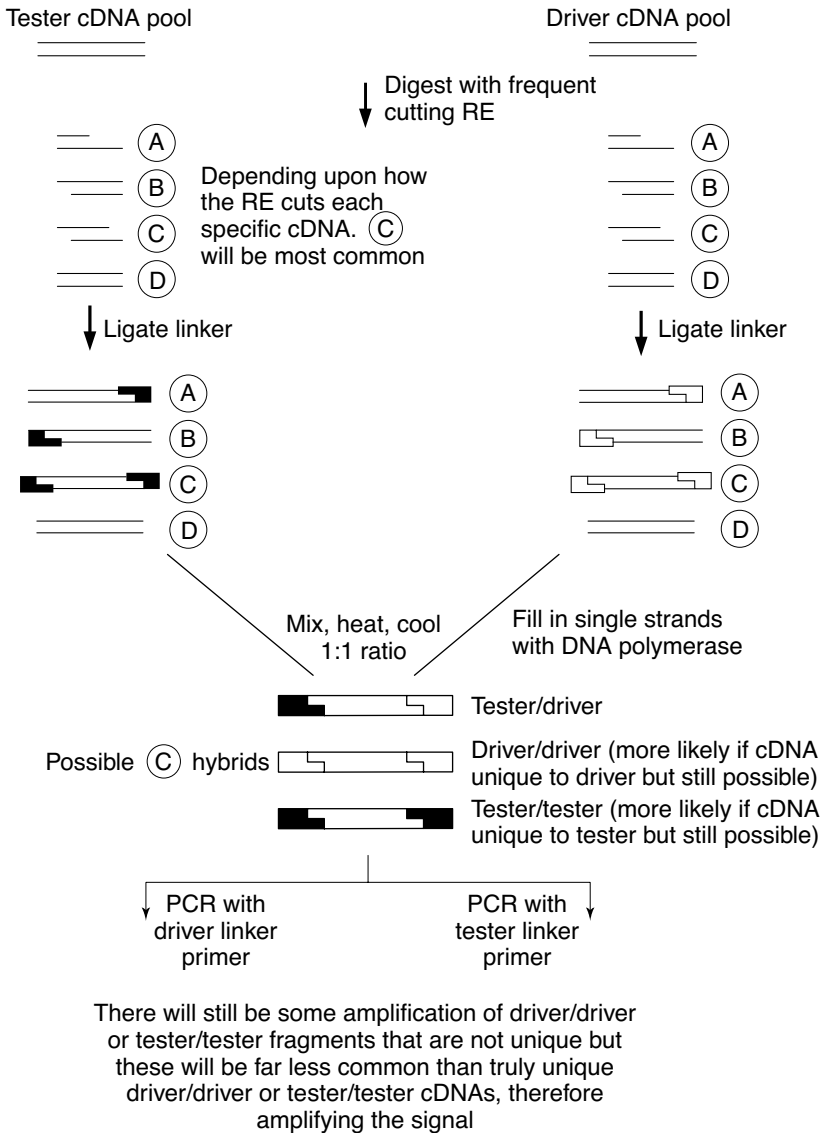 Tester cDNA pool
Driver cDNA pool
Digest with frequent
cutting RE
A
B
C
D
Depending upon how
the RE cuts each
specific cDNA. C
will be most common
A
B
C
D
Ligate linker
Ligate linker
A
B
C
D
A
B
C
D
Mix, heat, cool
1:1 ratio
Fill in single strands
with DNA polymerase
Tester/driver
Possible C hybrids
Driver/driver (more likely if cDNA
unique to driver but still possible)
Tester/tester (more likely if cDNA
unique to tester but still possible)
PCR with
driver linker
primer
PCR with
tester linker
primer
There will still be some amplification of driver/driver
or tester/tester fragments that are not unique but
these will be far less common than truly unique
driver/driver or tester/tester cDNAs, therefore
amplifying the signal